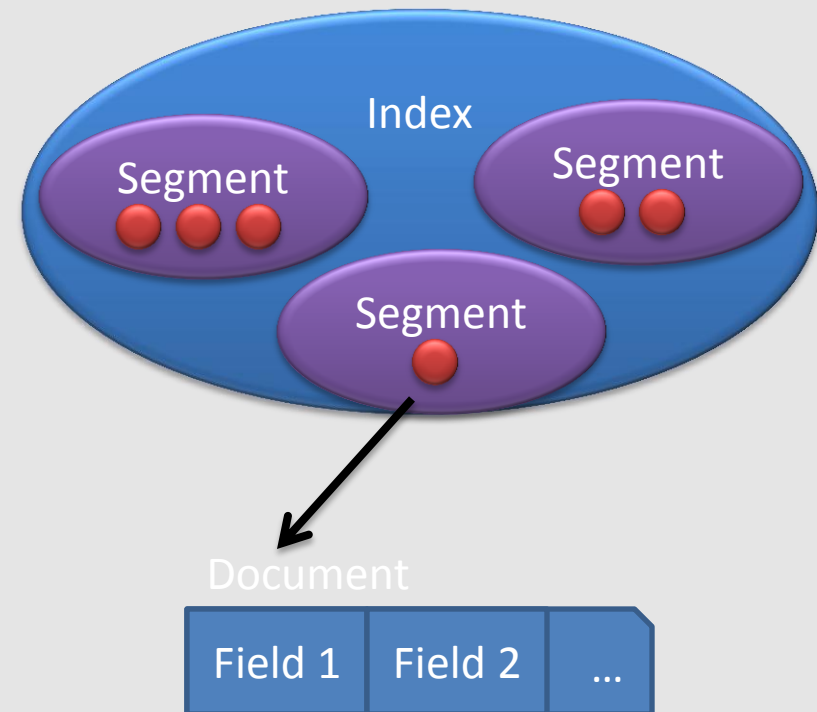 Index
Segment
Segment
Segment
Document
Field 1 Field 2 ...